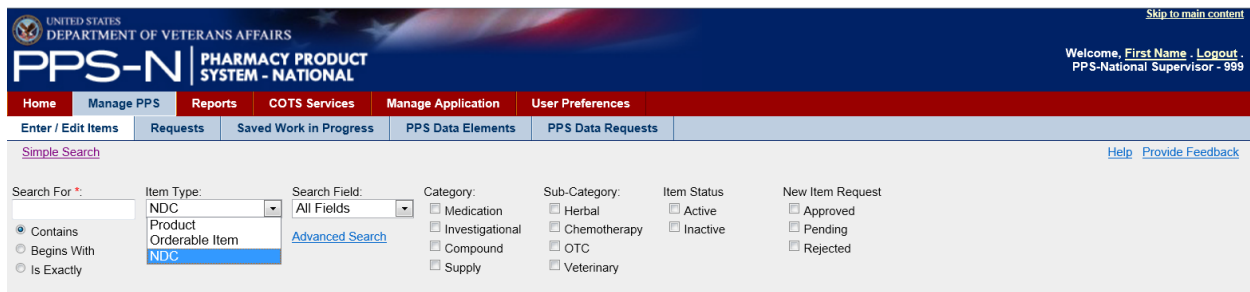 Skip to main content
UNITED STATES
DEPARTMENT OF VETERANS AFFAIRS
PPS-N PHARMACY PRODUCT SYSTEM - NATIONAL
Welcome, First Name . Logout .
PPS-National Supervisor - 999
Home Manage PPS Reports COTS Services Manage Application User Preferences
Enter / Edit Items Requests Saved Work in Progress PPS Data Elements PPS Data Requests
Simple Search Help Provide Feedback
Search For *: Item Type: Search Field: Category: Sub-Category: Item Status New Item Request
NDC All Fields Medication Herbal Active Approved
Contains Product Investigational Chemotherapy Inactive Pending
Orderable Item Advanced Search
Begins With NDC Compound OTC Rejected
Is Exactly Supply Veterinary